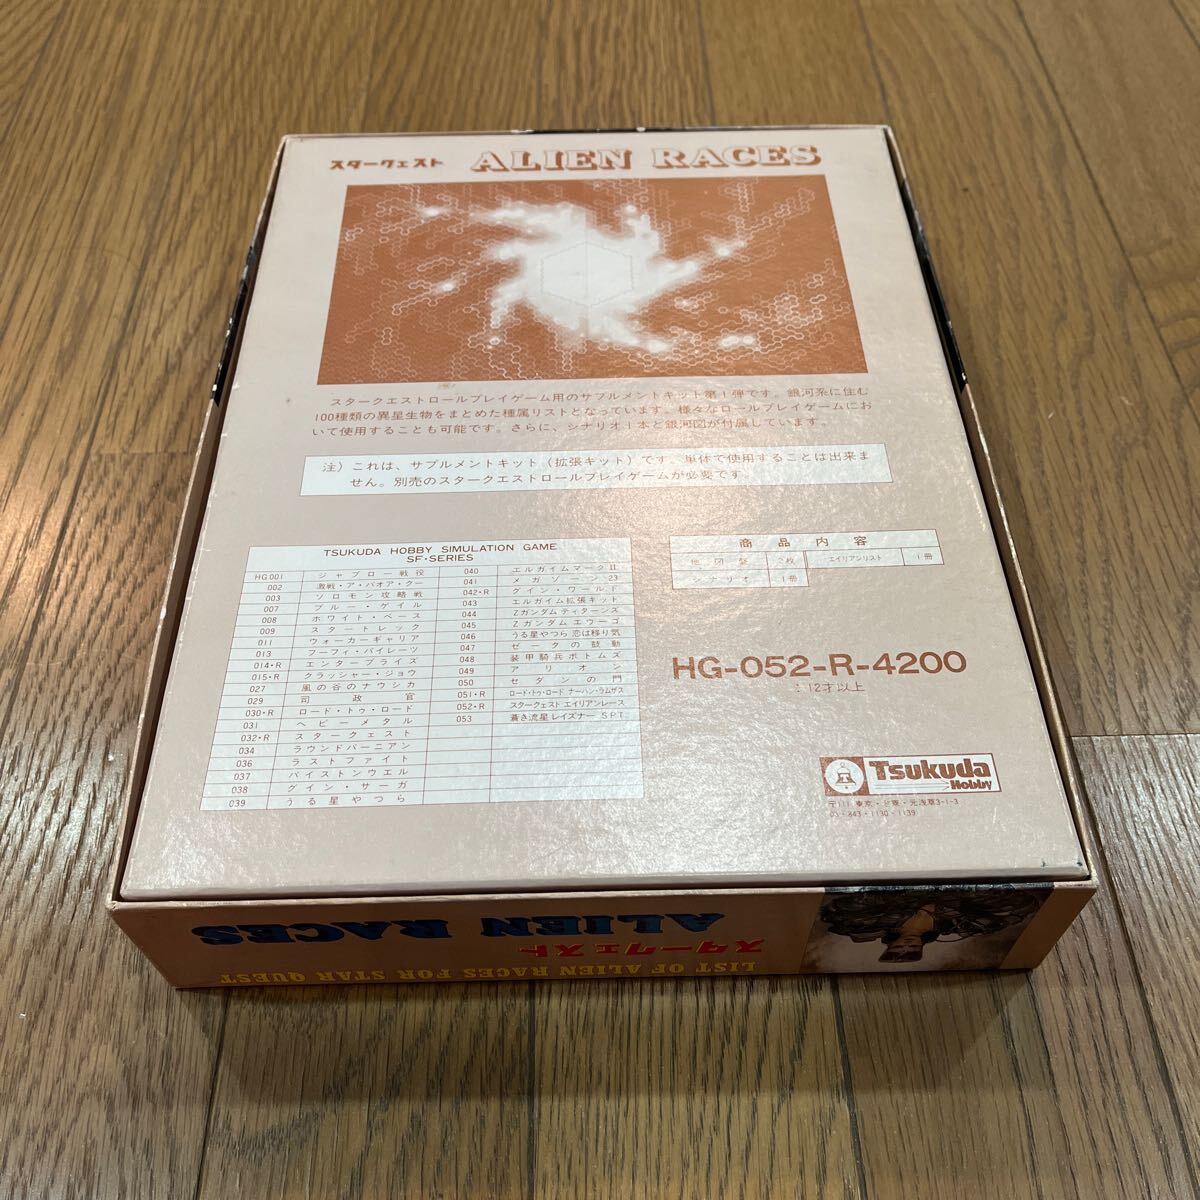 スタークェスト ALIEN RACES
スタークエストロールプレイゲーム用のサプルメントキット第1弾です。銀河系に住む
100種類の異星生物をまとめた種属リストとなっています。様々なロールプレイゲームにお
いて使用することも可能です。さらに、シナリオ1本と銀河図が付属しています。
注）これは、サプルメントキット（拡張キット）です。単体で使用することは出来ま
せん。別売のスタークエストロールプレイゲームが必要です。
TSUKUDA HOBBY SIMULATION GAME
SF・SERIES
HG001 ジャブロー戦役
002 激戦・ア・バオア・クー
003 ソロモン攻略戦
007 ブルー・ゲイル
008 ホワイト・ベース
009 スタートレック
011 ウォーカーギャリア
013 フーフィ・パイレーツ
014・R エンタープライズ
015・R クラッシャー・ジョウ
027 風の谷のナウシカ
029 司政官
030・R ロード・トゥ・ロード
031 ヘビーメタル
032・R スタークェスト
034 ラウンドバーニアン
036 ラストファイト
037 バイストンウエル
038 グイン・サーガ
039 うる星やつら
040 エルガイムマークII
041 メガゾーン23
042・R グイン・ワールド
043 エルガイム拡張キット
044 Zガンダム ティターンズ
045 Zガンダム エウーゴ
046 うる星やつら 恋は移り気
047 ゼータの鼓動
048 装甲騎兵ボトムズ
049 アリオン
050 セダンの門
051・R ロード・トゥ・ロード ナーハン・ラムザス
052・R スタークェスト エイリアンレース
053 蒼き流星レイズナー SPT
商品内容
地図盤 2枚 エイリアンリスト 1冊
シナリオ 1冊
HG-052-R-4200
：12才以上
Tsukuda
Hobby
〒111 東京・台東・元浅草3-1-3
03・843・1130・1139
ALIEN RACES
スタークェスト
LIST OF ALIEN RACES FOR STAR QUEST